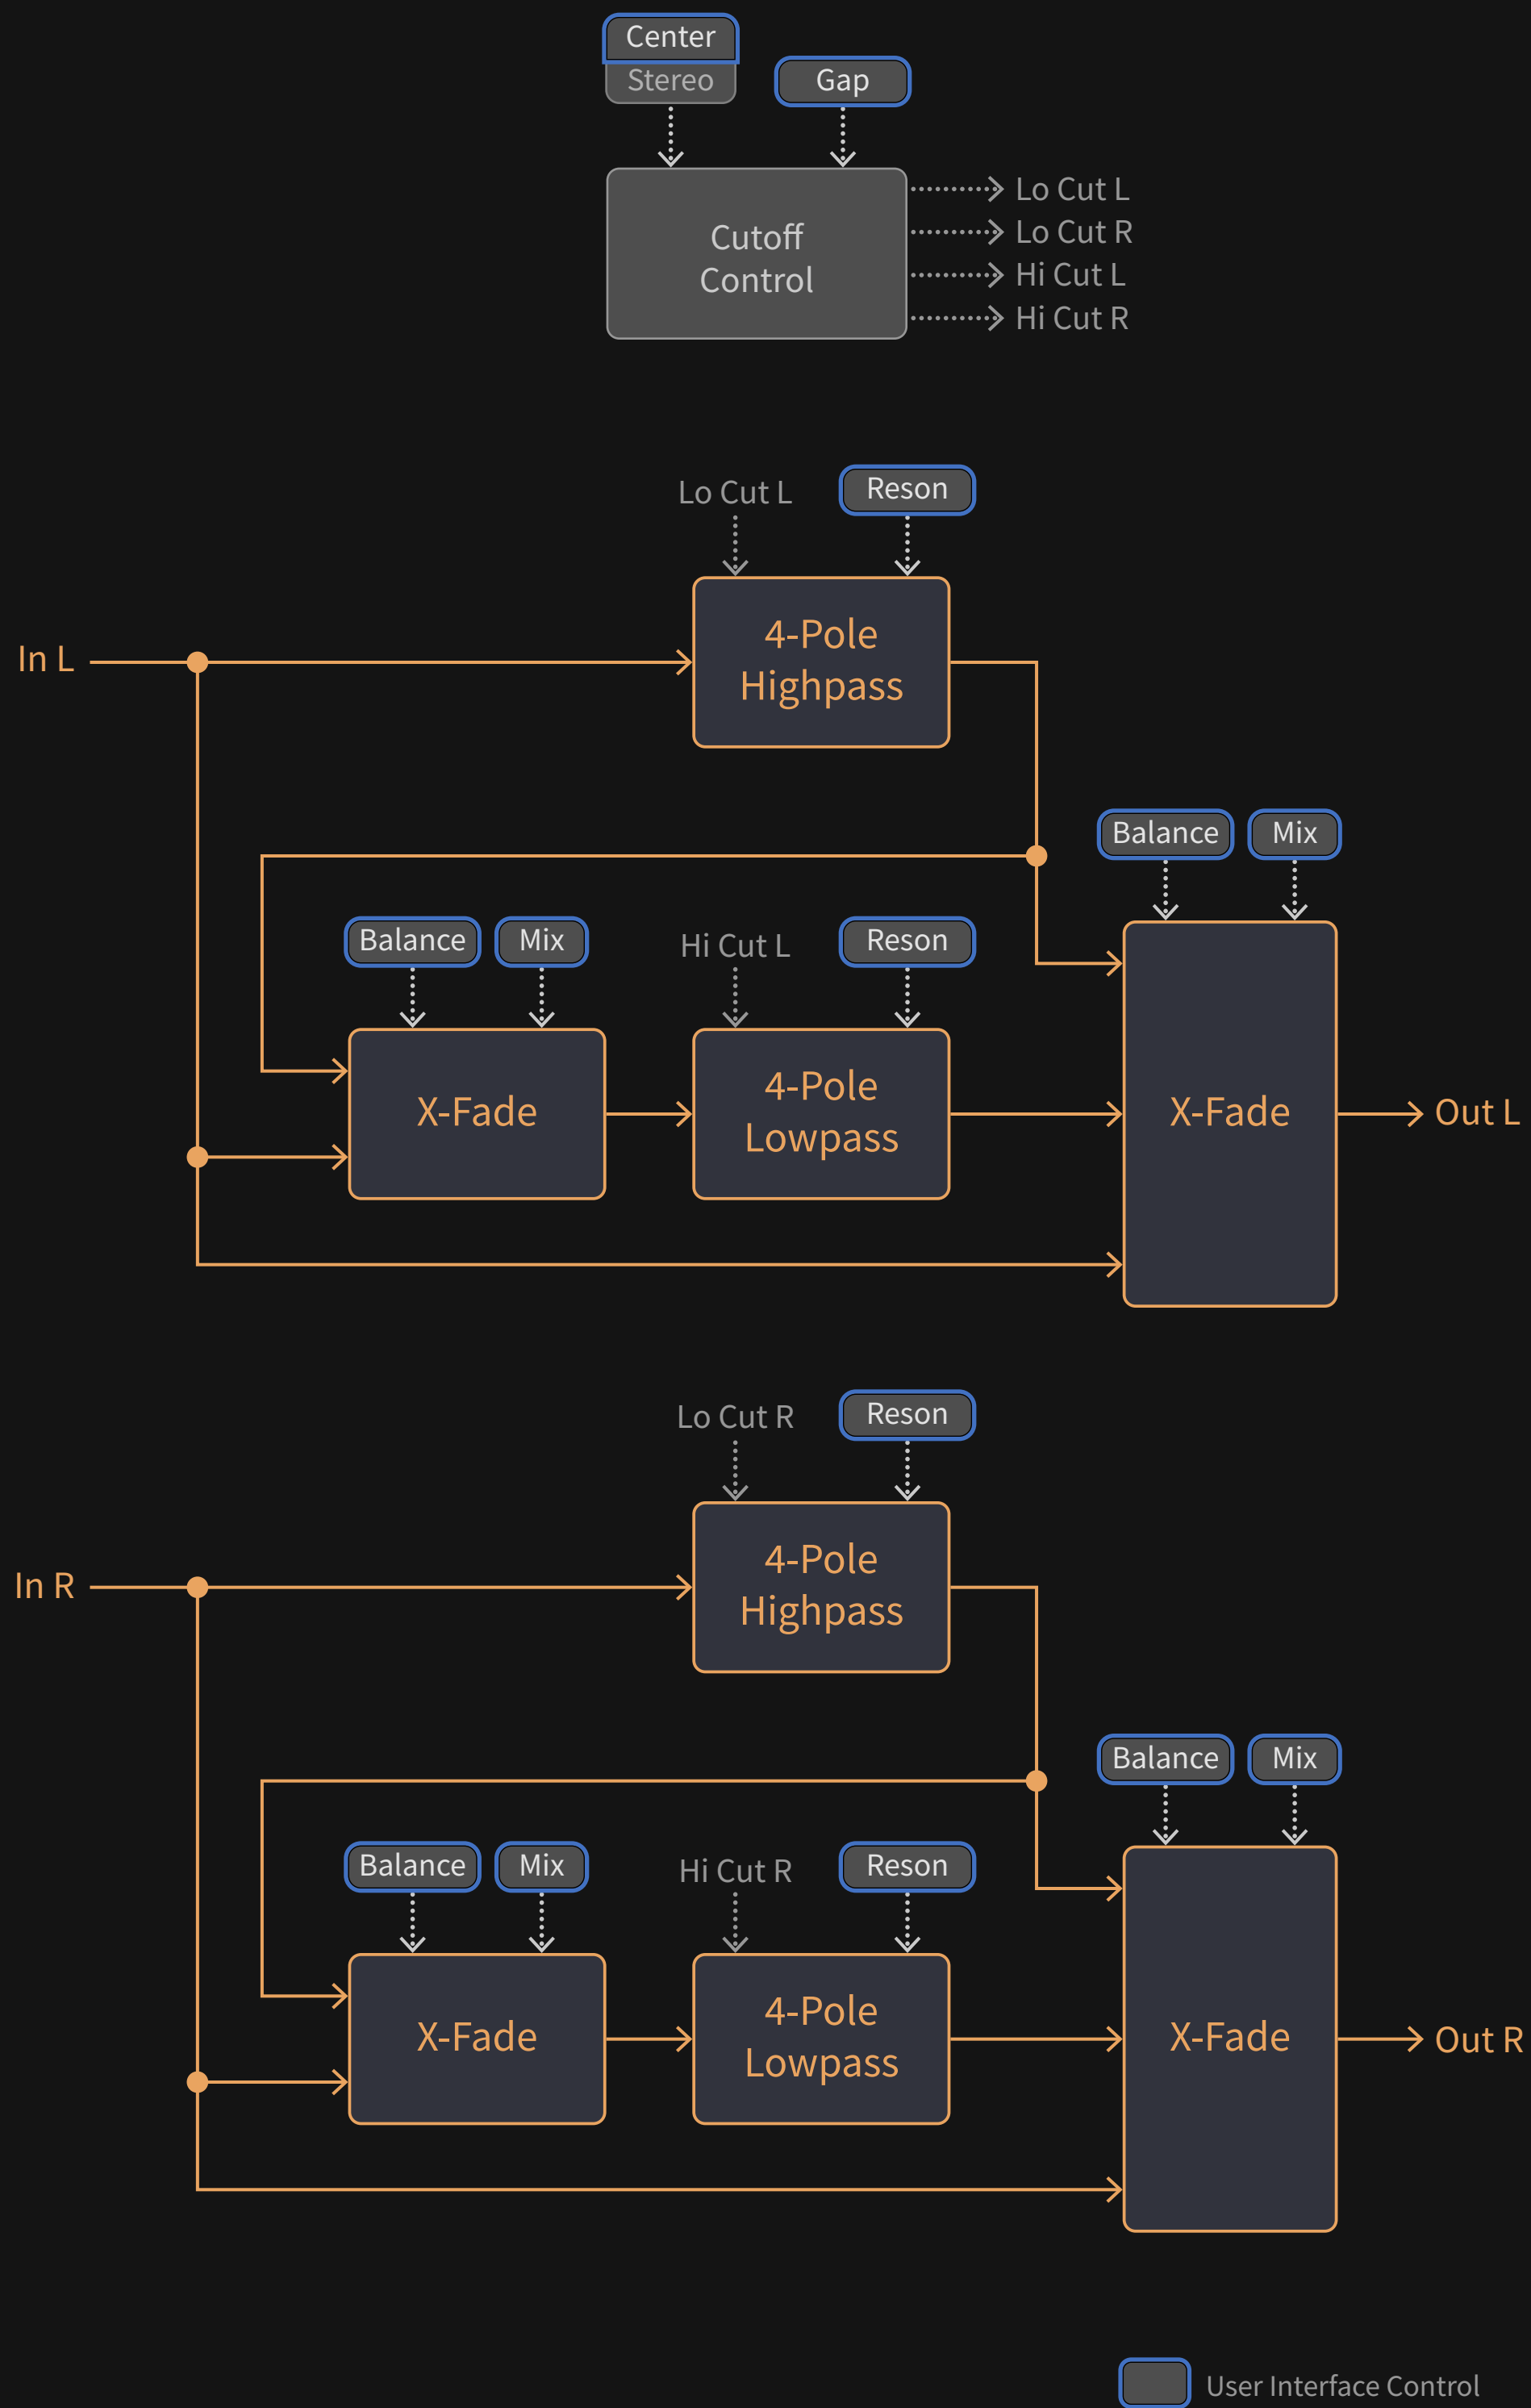 Center
Stereo
Gap
Cutoff
Control
Lo Cut L
Lo Cut R
Hi Cut L
Hi Cut R
Lo Cut L
Reson
In L
4-Pole
Highpass
Balance
Mix
Balance
Mix
Hi Cut L
Reson
X-Fade
4-Pole
Lowpass
X-Fade
Out L
Lo Cut R
Reson
In R
4-Pole
Highpass
Balance
Mix
Balance
Mix
Hi Cut R
Reson
X-Fade
4-Pole
Lowpass
X-Fade
Out R
User Interface Control